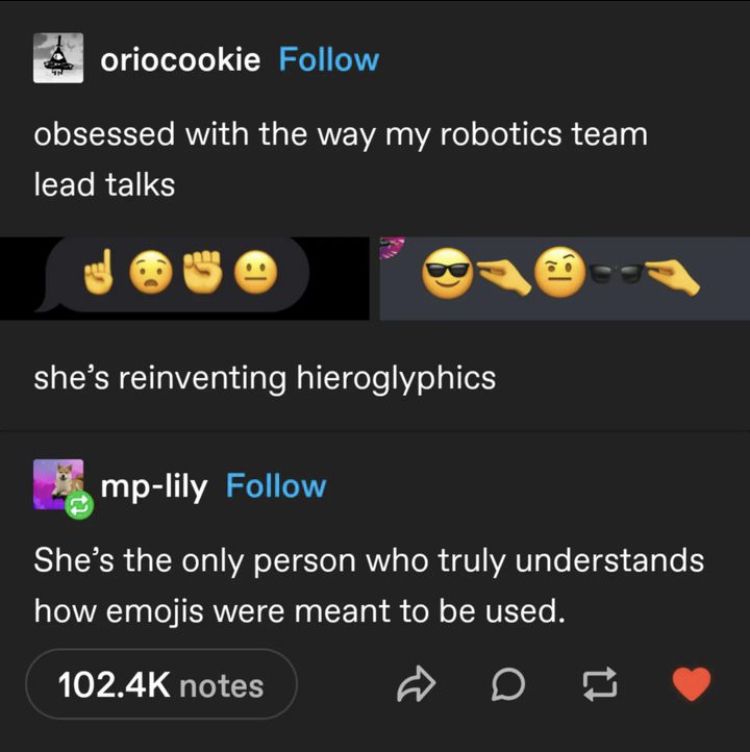 oriocookie Follow
obsessed with the way my robotics team
lead talks
☝️😧✊😐 😎🫴🤨🕶️🫴
she's reinventing hieroglyphics
mp-lily Follow
She's the only person who truly understands
how emojis were meant to be used.
102.4K notes